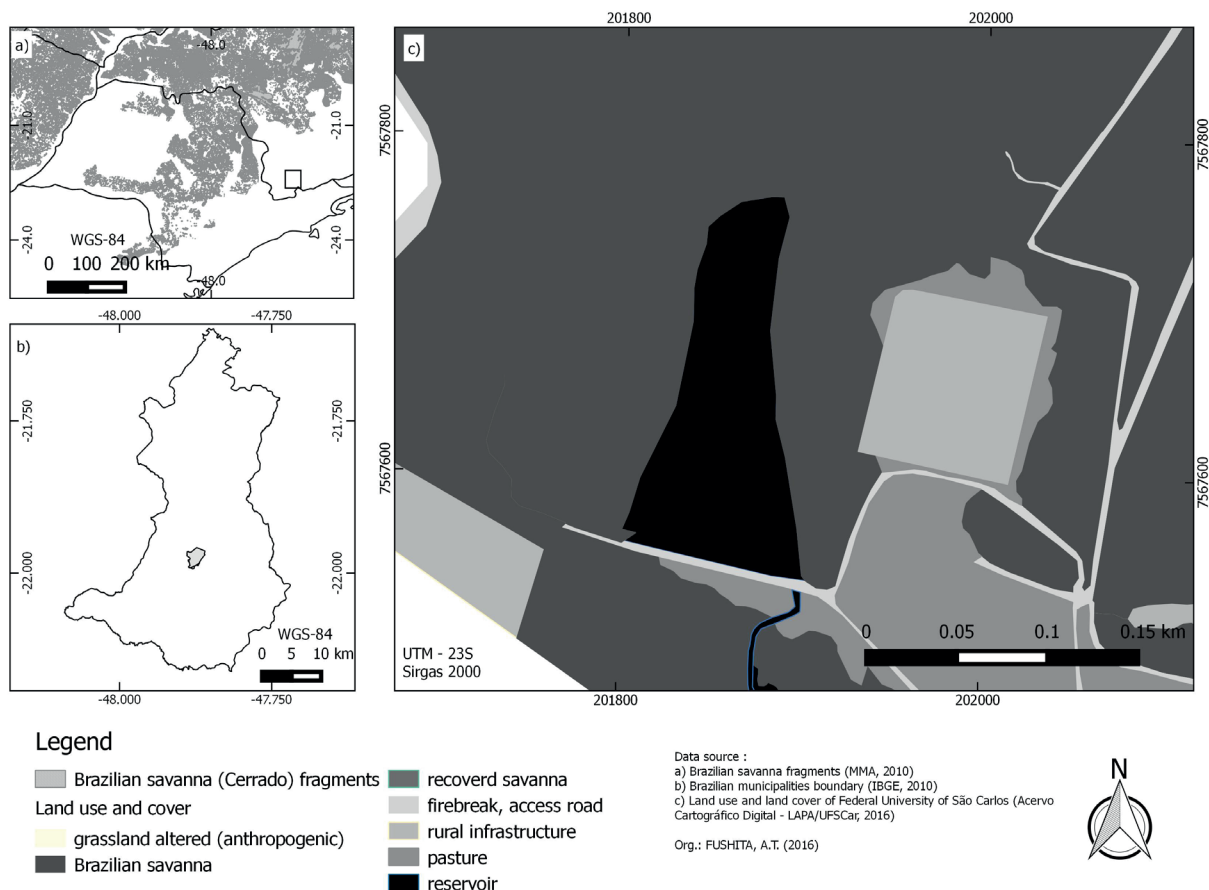 a)
-48.0
-21.0
-21.0
-24.0
-24.0
WGS-84
0 100 200 km
-48.0
-48.000
-47.750
b)
-21.750
-21.750
-22.000
-22.000
WGS-84
0 5 10 km
-48.000
-47.750
201800
202000
c)
7567800
7567800
7567600
7567600
UTM - 23S
Sirgas 2000
0 0.05 0.1 0.15 km
201800
202000
Legend
Brazilian savanna (Cerrado) fragments
Land use and cover
grassland altered (anthropogenic)
Brazilian savanna
recoverd savanna
firebreak, access road
rural infrastructure
pasture
reservoir
Data source :
a) Brazilian savanna fragments (MMA, 2010)
b) Brazilian municipalities boundary (IBGE, 2010)
c) Land use and land cover of Federal University of São Carlos (Acervo
Cartográfico Digital - LAPA/UFSCar, 2016)
Org.: FUSHITA, A.T. (2016)
N